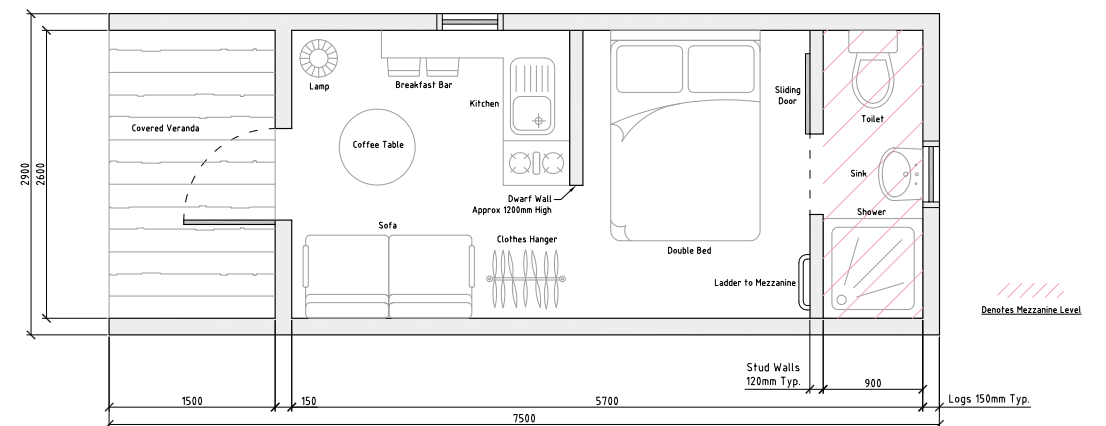 Lamp
Breakfast Bar
Kitchen
Sliding
Door
Toilet
Covered Veranda
Coffee Table
2900
2600
Sink
Dwarf Wall
Approx 1200mm High
Shower
Sofa
Clothes Hanger
Double Bed
Ladder to Mezzanine
Denotes Mezzanine Level
Stud Walls
120mm Typ.
900
1500
150
5700
Logs 150mm Typ.
7500